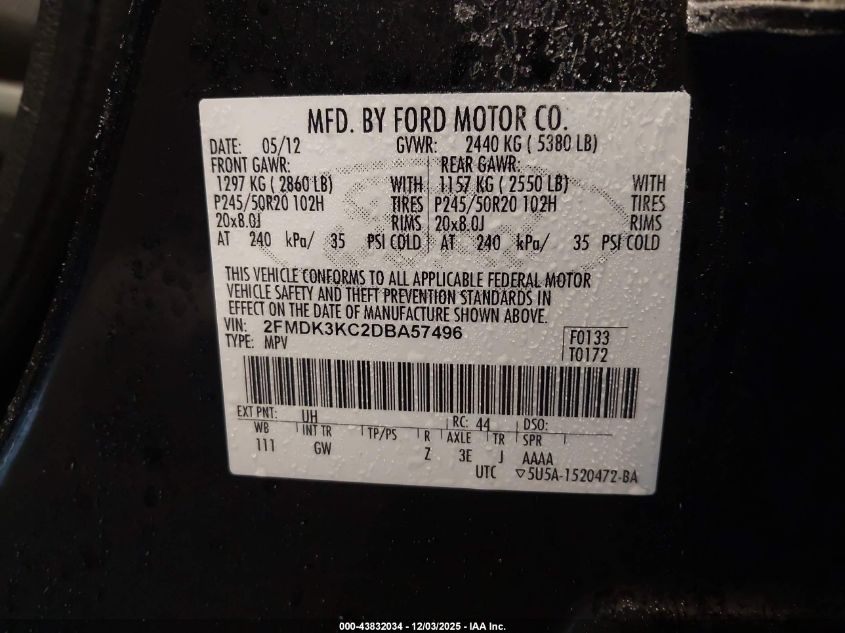 MFD. BY FORD MOTOR CO.
DATE: 05/12 GVWR: 2440 KG ( 5380 LB)
FRONT GAWR: REAR GAWR:
1297 KG ( 2860 LB) WITH 1157 KG ( 2550 LB) WITH
P245/50R20 102H TIRES P245/50R20 102H TIRES
20x8.0J RIMS 20x8.0J RIMS
AT 240 kPa/ 35 PSI COLD AT 240 kPa/ 35 PSI COLD
THIS VEHICLE CONFORMS TO ALL APPLICABLE FEDERAL MOTOR
VEHICLE SAFETY AND THEFT PREVENTION STANDARDS IN
EFFECT ON THE DATE OF MANUFACTURE SHOWN ABOVE.
VIN: 2FMDK3KC2DBA57496 F0133
TYPE: MPV T0172
EXT PNT: UH RC: 44 DSO:
WB INT TR TP/PS R AXLE TR SPR
111 GW Z 3E J AAAA
UTC ▽5U5A-1520472-BA
000-43832034 - 12/03/2025 - IAA Inc.